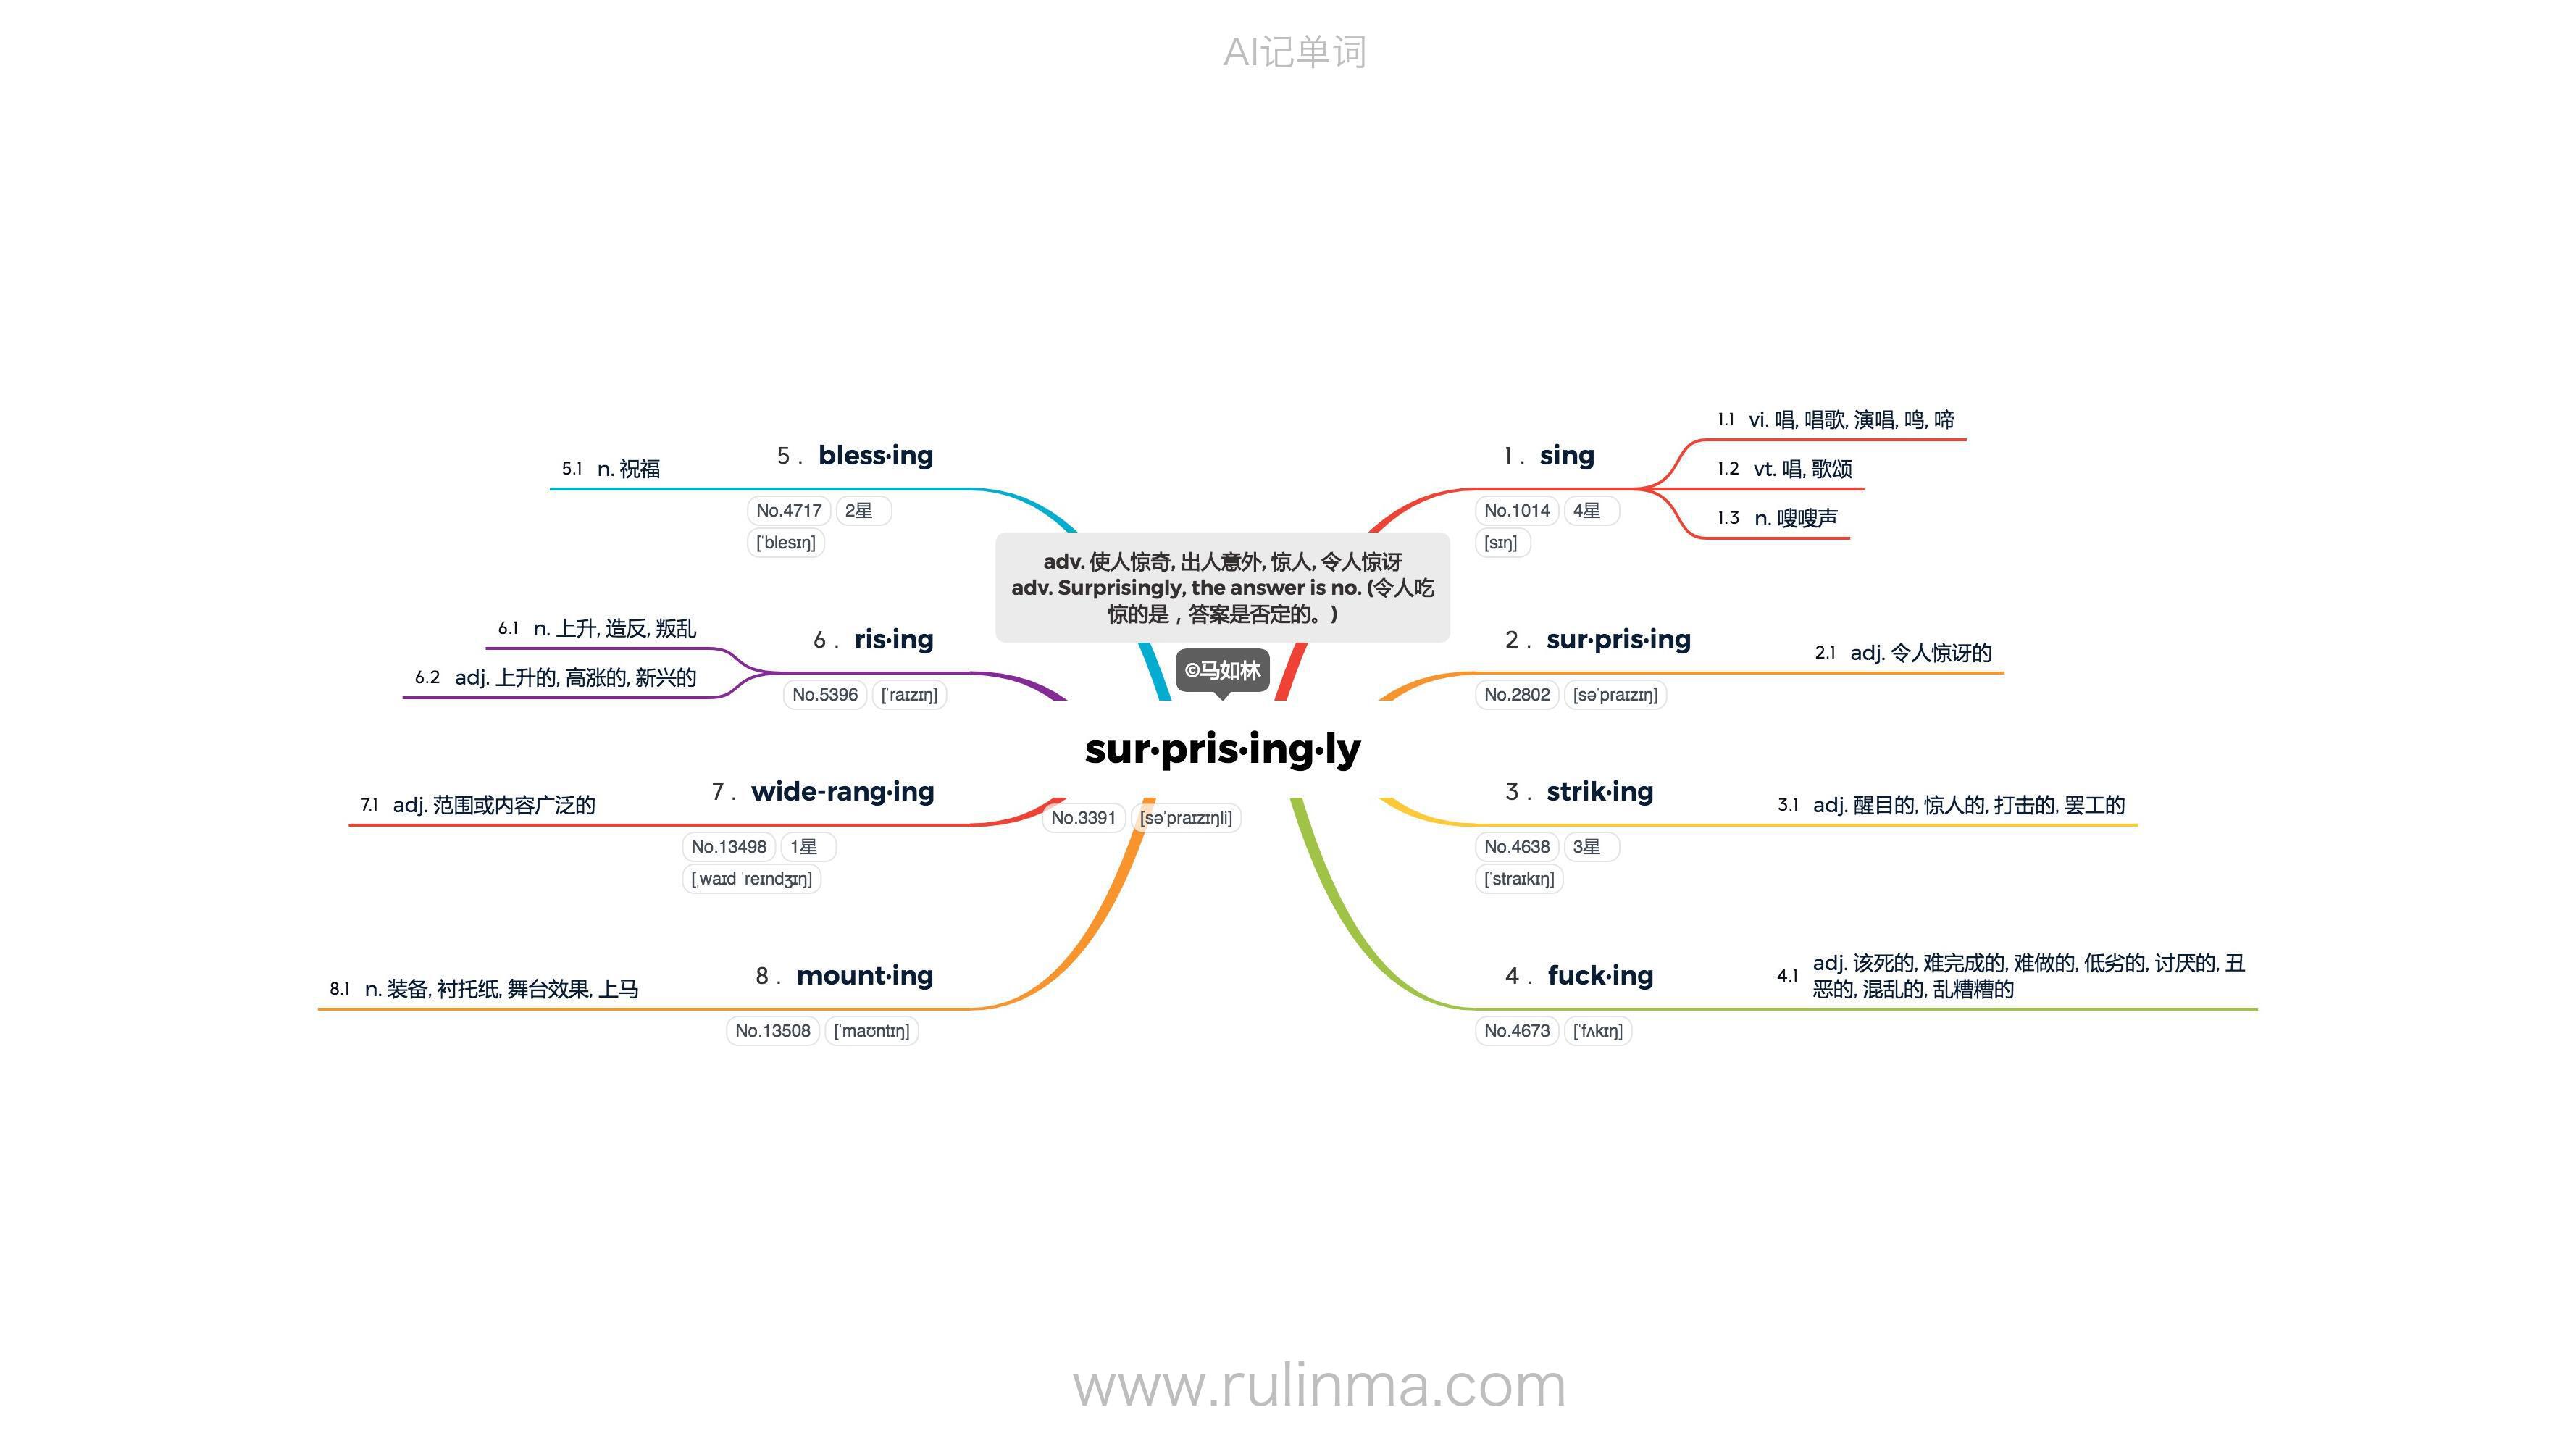 AI记单词
adv. 使人惊奇, 出人意外, 惊人, 令人惊讶
adv. Surprisingly, the answer is no. (令人吃
惊的是，答案是否定的。)
©马如林
sur·pris·ing·ly
No.3391 [səˈpraɪzɪŋli]
1 . sing
No.1014 4星
[sɪŋ]
1.1 vi. 唱, 唱歌, 演唱, 鸣, 啼
1.2 vt. 唱, 歌颂
1.3 n. 嗖嗖声
2 . sur·pris·ing
No.2802 [səˈpraɪzɪŋ]
2.1 adj. 令人惊讶的
3 . strik·ing
No.4638 3星
[ˈstraɪkɪŋ]
3.1 adj. 醒目的, 惊人的, 打击的, 罢工的
4 . fuck·ing
No.4673 [ˈfʌkɪŋ]
4.1 adj. 该死的, 难完成的, 难做的, 低劣的, 讨厌的, 丑
恶的, 混乱的, 乱糟糟的
5 . bless·ing
No.4717 2星
[ˈblesɪŋ]
5.1 n. 祝福
6 . ris·ing
No.5396 [ˈraɪzɪŋ]
6.1 n. 上升, 造反, 叛乱
6.2 adj. 上升的, 高涨的, 新兴的
7 . wide-rang·ing
No.13498 1星
[ˌwaɪd ˈreɪndʒɪŋ]
7.1 adj. 范围或内容广泛的
8 . mount·ing
No.13508 [ˈmaʊntɪŋ]
8.1 n. 装备, 衬托纸, 舞台效果, 上马
www.rulinma.com